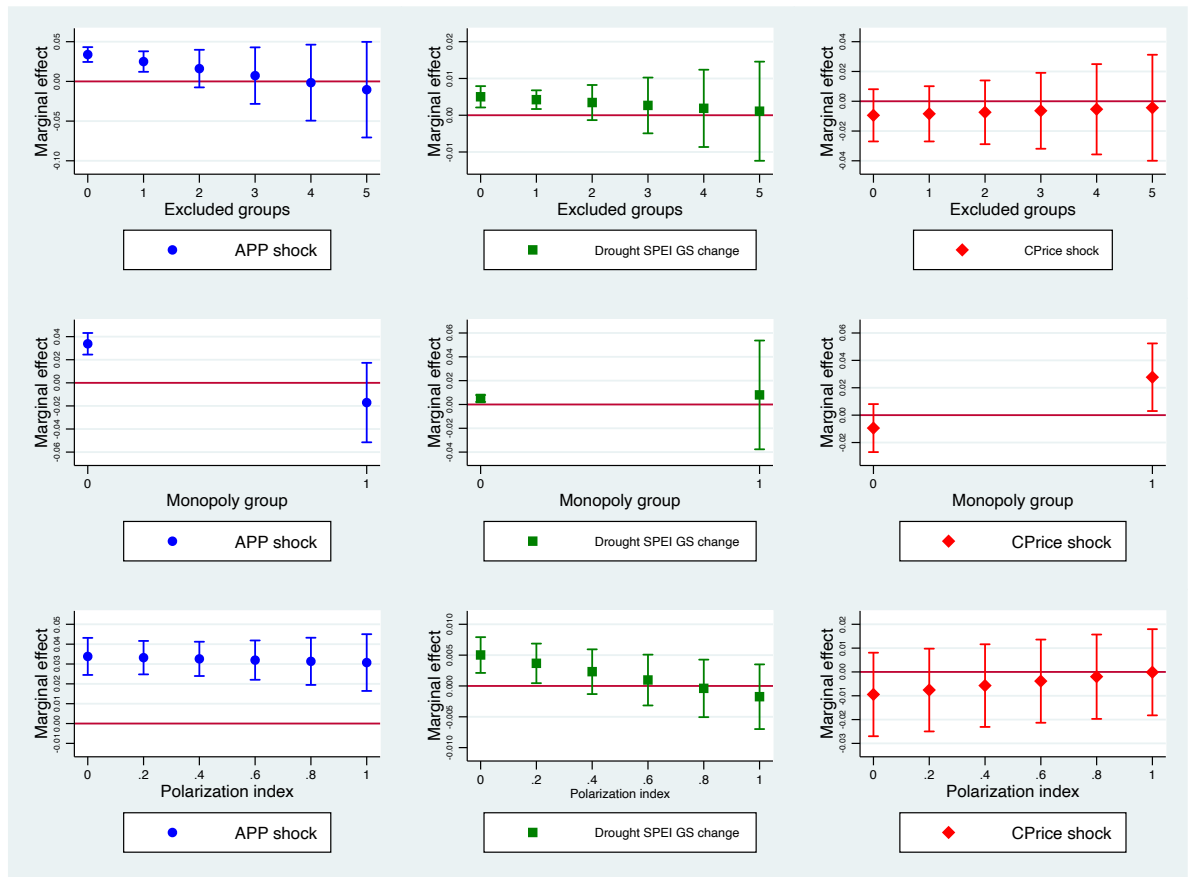 Marginal effect
0.05
0.00
-0.05
-0.10
0 1 2 3 4 5
Excluded groups
APP shock
Marginal effect
0.02
0.01
0.00
-0.01
0 1 2 3 4 5
Excluded groups
Drought SPEI GS change
Marginal effect
0.04
0.02
0.00
-0.02
-0.04
0 1 2 3 4 5
Excluded groups
CPrice shock
Marginal effect
0.04
0.02
0.00
-0.02
-0.04
-0.06
0 1
Monopoly group
APP shock
Marginal effect
0.06
0.04
0.02
0.00
-0.02
-0.04
0 1
Monopoly group
Drought SPEI GS change
Marginal effect
0.06
0.04
0.02
0.00
-0.02
0 1
Monopoly group
CPrice shock
Marginal effect
0.05
0.04
0.03
0.02
0.01
0.00
-0.01
0 .2 .4 .6 .8 1
Polarization index
APP shock
Marginal effect
0.010
0.005
0.000
-0.005
-0.010
0 .2 .4 .6 .8 1
Polarization index
Drought SPEI GS change
Marginal effect
0.02
0.01
0.00
-0.01
-0.02
-0.03
0 .2 .4 .6 .8 1
Polarization index
CPrice shock